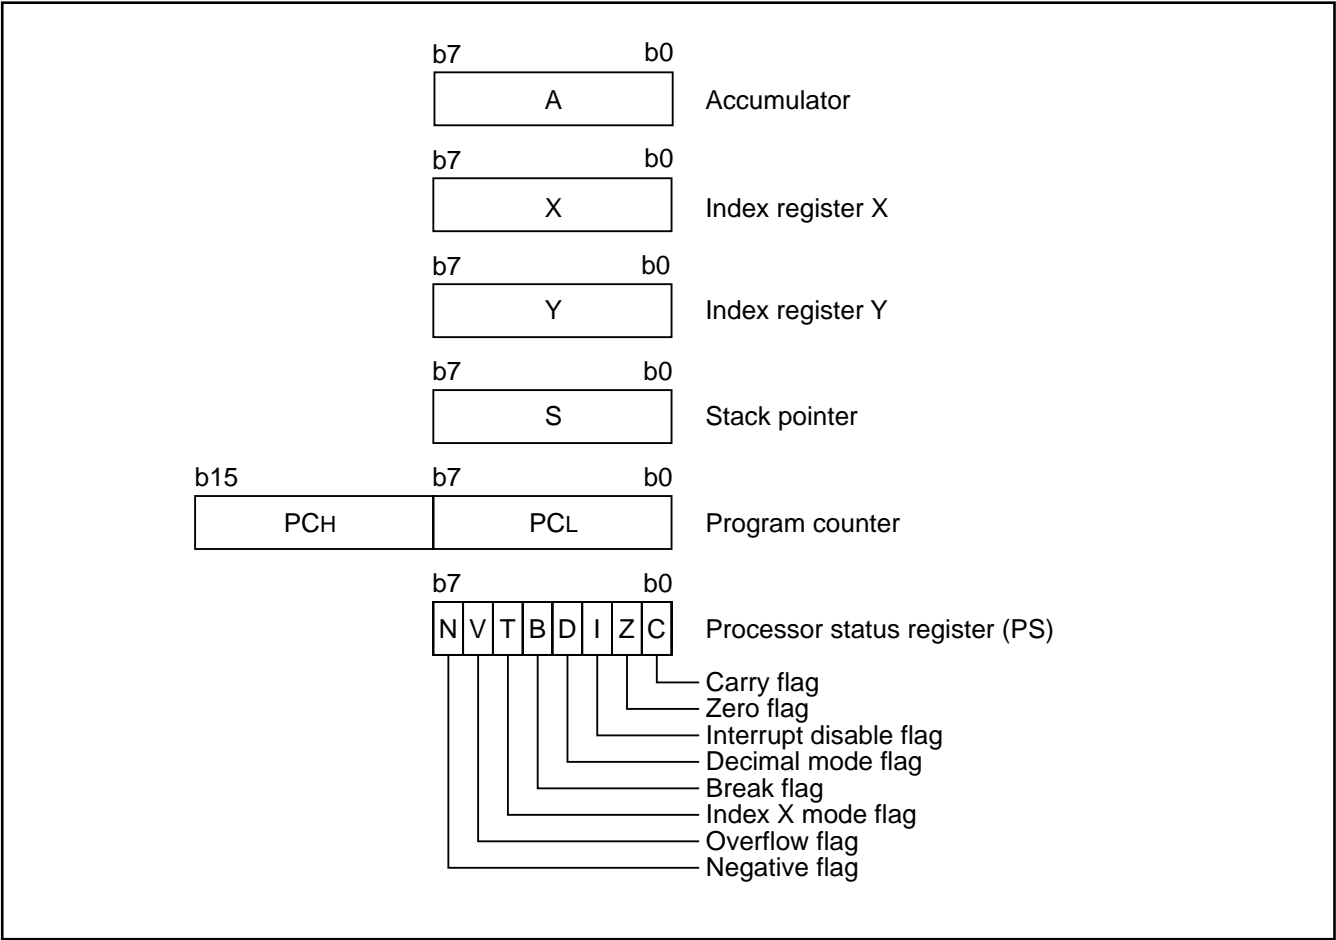 b7 b0
A Accumulator
b7 b0
X Index register X
b7 b0
Y Index register Y
b7 b0
S Stack pointer
b15 b7 b0
PCH PCL Program counter
b7 b0
N V T B D I Z C Processor status register (PS)
Carry flag
Zero flag
Interrupt disable flag
Decimal mode flag
Break flag
Index X mode flag
Overflow flag
Negative flag